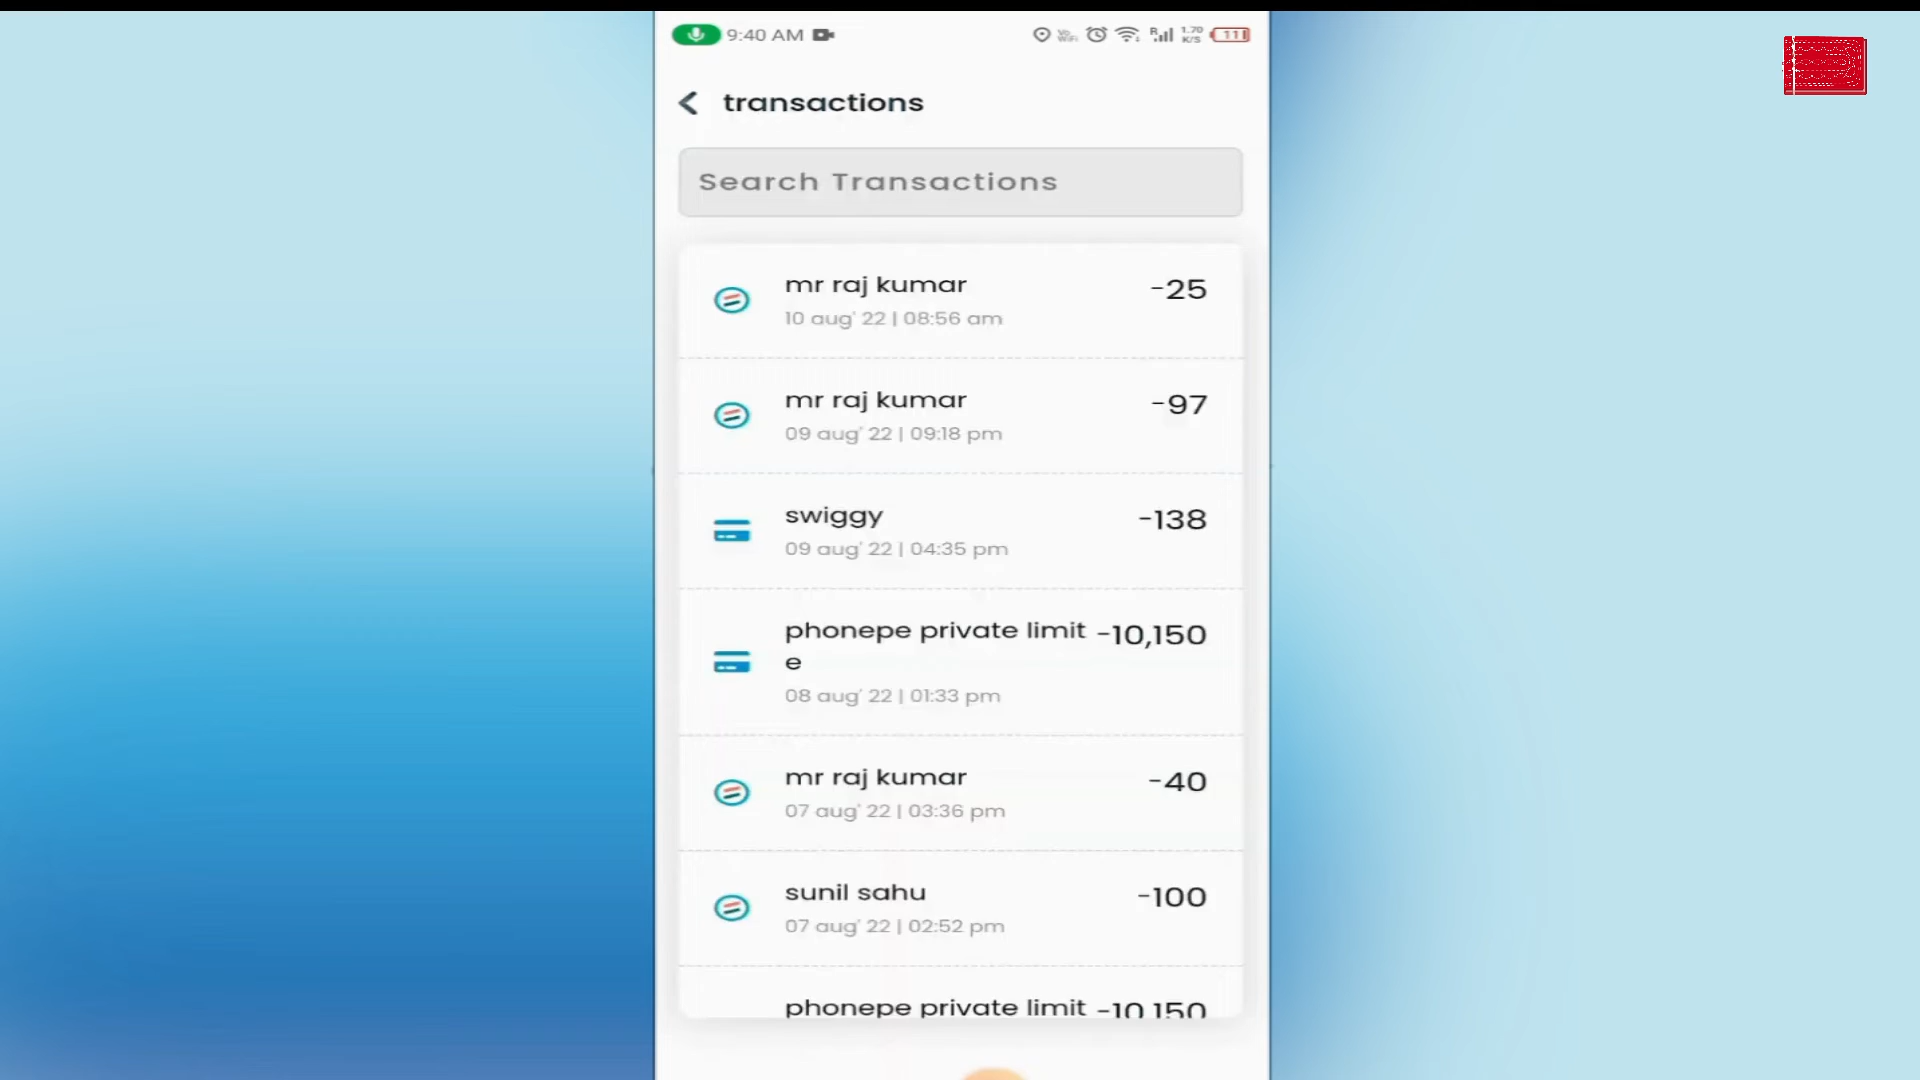 9:40 AM
1.70
K/S
transactions
Search Transactions
mr raj kumar -25
10 aug' 22 | 08:56 am
mr raj kumar -97
09 aug' 22 | 09:18 pm
swiggy -138
09 aug' 22 | 04:35 pm
phonepe private limit -10,150
e
08 aug' 22 | 01:33 pm
mr raj kumar -40
07 aug' 22 | 03:36 pm
sunil sahu -100
07 aug' 22 | 02:52 pm
phonepe private limit -10,150